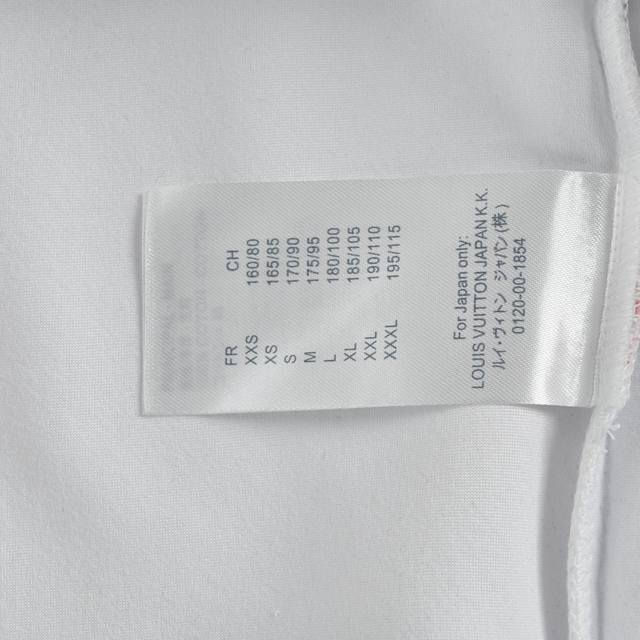 For Japan only:
LOUIS VUITTON JAPAN K.K.
ルイ・ヴィトン ジャパン(株)
0120-00-1854
FR CH
XXS 160/80
XS 165/85
S 170/90
M 175/95
L 180/100
XL 185/105
XXL 190/110
XXXL 195/115